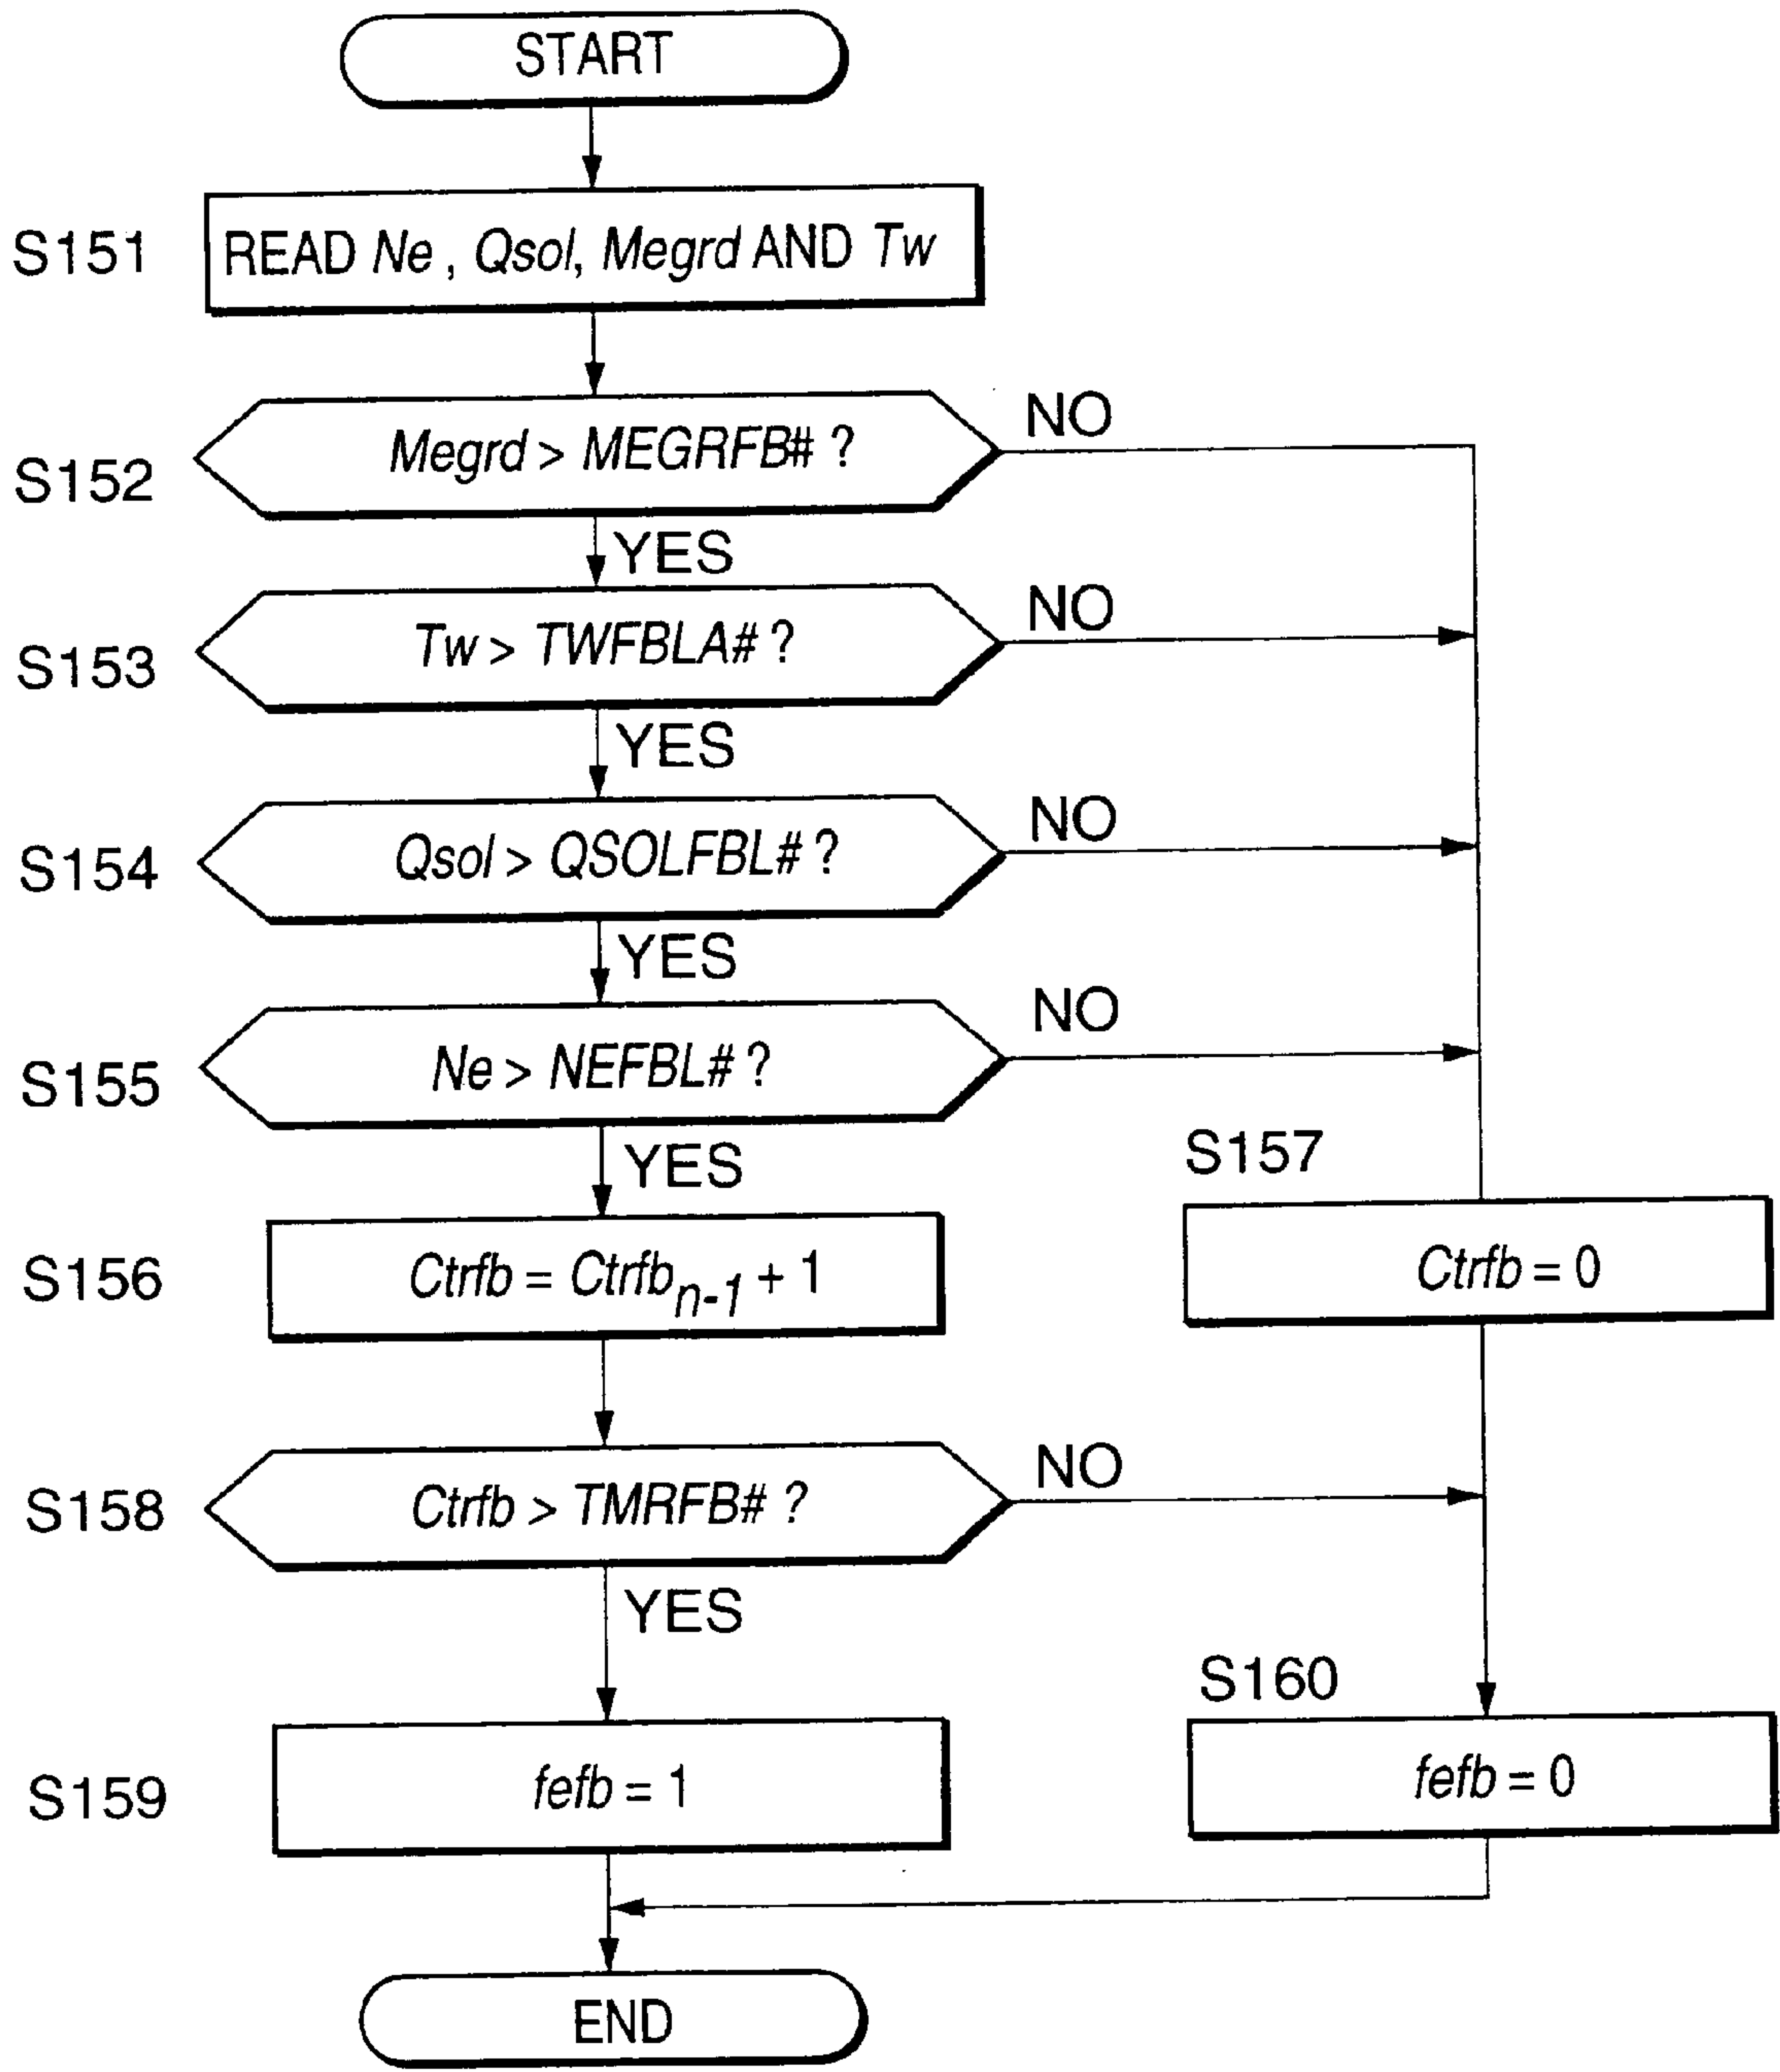 START
S151
READ Ne, Qsol, Megrd AND Tw
S152
Megrd > MEGRFB# ?
NO
YES
S153
Tw > TWFBLA# ?
NO
YES
S154
Qsol > QSOLFBL# ?
NO
YES
S155
Ne > NEFBL# ?
NO
YES
S156
Ctrfb = Ctrfbn-1 + 1
S157
Ctrfb = 0
S158
Ctrfb > TMRFB# ?
NO
YES
S159
fefb = 1
S160
fefb = 0
END